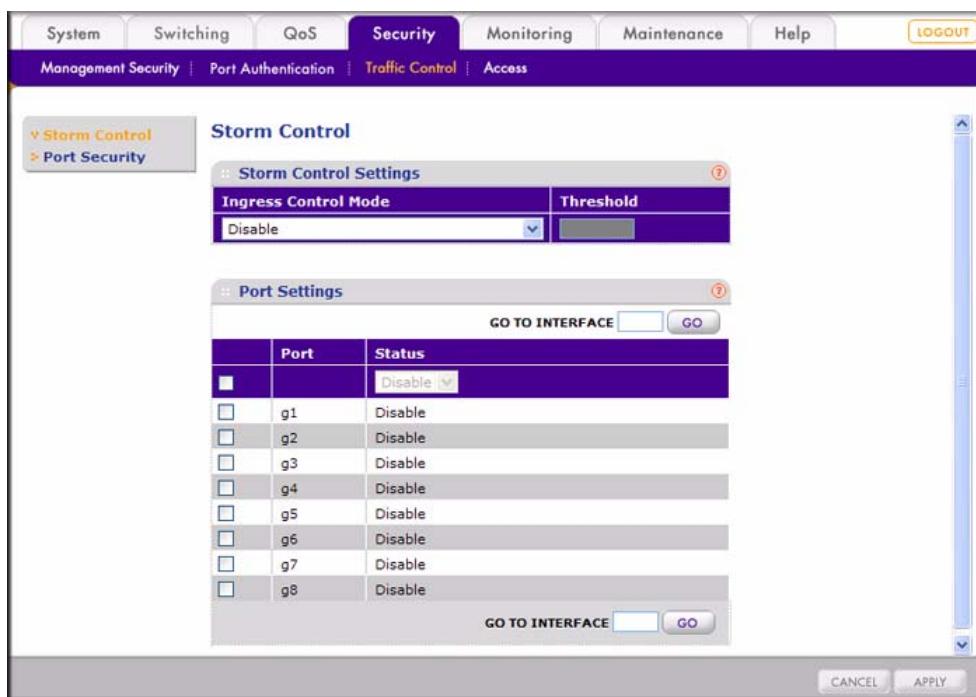 System Switching QoS Security Monitoring Maintenance Help LOGOUT
Management Security Port Authentication Traffic Control Access
Storm Control
Port Security
Storm Control
Storm Control Settings ?
Ingress Control Mode Threshold
Disable
Port Settings ?
GO TO INTERFACE GO
Port Status
Disable
g1 Disable
g2 Disable
g3 Disable
g4 Disable
g5 Disable
g6 Disable
g7 Disable
g8 Disable
GO TO INTERFACE GO
CANCEL APPLY